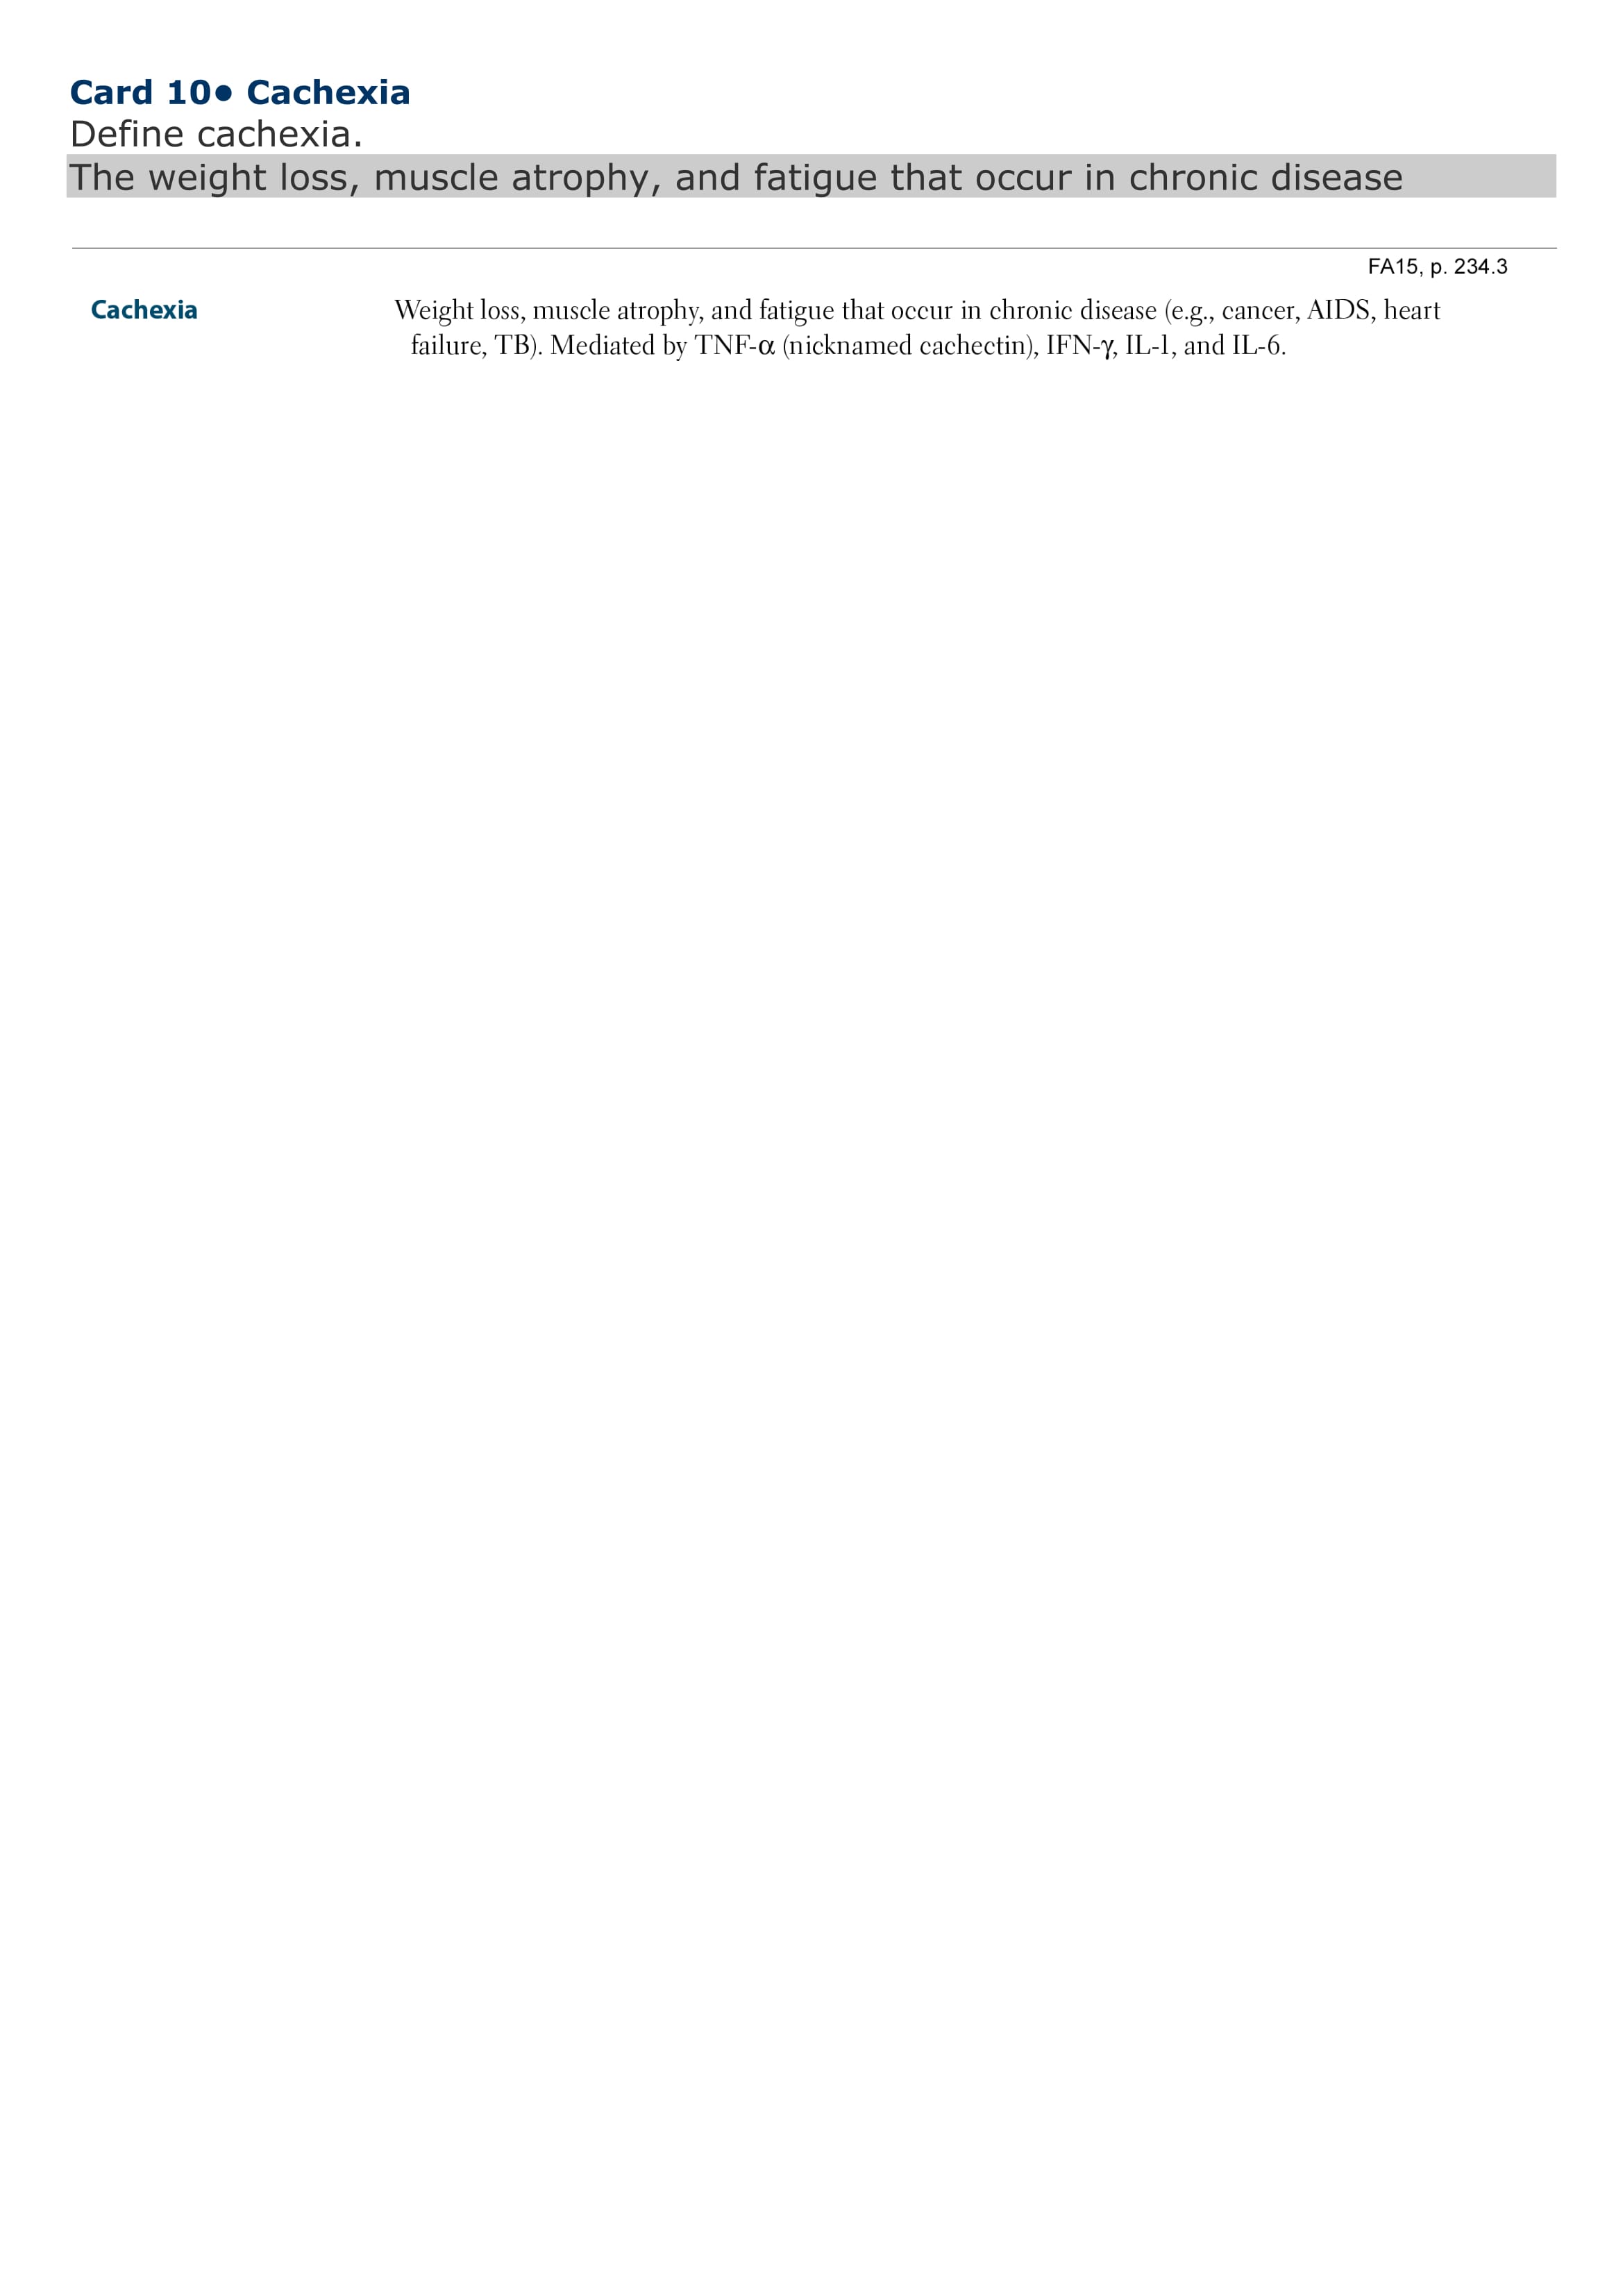 Card 10• Cachexia
Define cachexia.
The weight loss, muscle atrophy, and fatigue that occur in chronic disease
FA15, p. 234.3
Cachexia Weight loss, muscle atrophy, and fatigue that occur in chronic disease (e.g., cancer, AIDS, heart
failure, TB). Mediated by TNF-α (nicknamed cachectin), IFN-γ, IL-1, and IL-6.